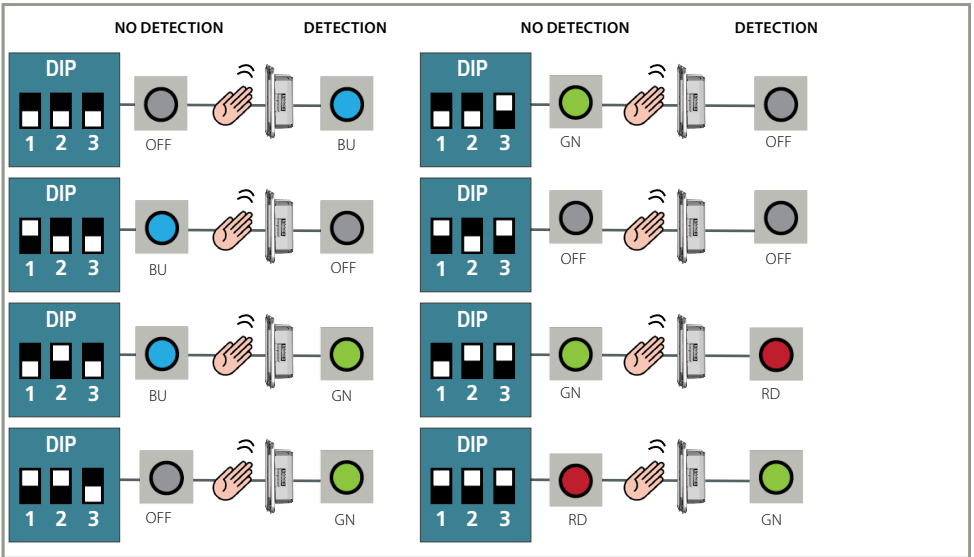 NO DETECTION DETECTION NO DETECTION DETECTION
DIP
1 2 3
OFF
BU
DIP
1 2 3
GN
OFF
DIP
1 2 3
BU
OFF
DIP
1 2 3
OFF
OFF
DIP
1 2 3
BU
GN
DIP
1 2 3
GN
RD
DIP
1 2 3
OFF
GN
DIP
1 2 3
RD
GN